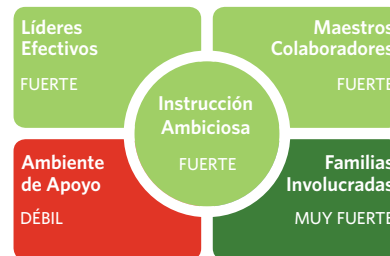 Líderes
Efectivos
FUERTE
Maestros
Colaboradores
FUERTE
Instrucción
Ambiciosa
FUERTE
Ambiente
de Apoyo
DÉBIL
Familias
Involucradas
MUY FUERTE